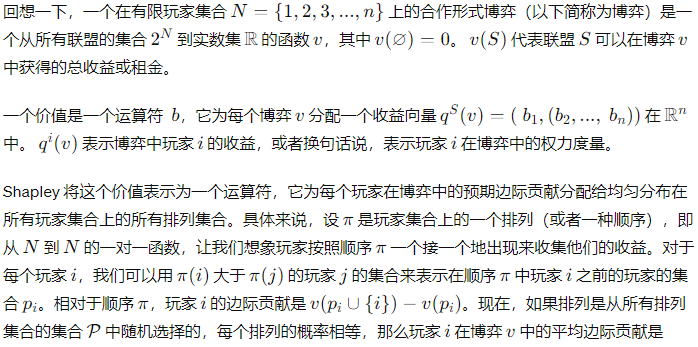 回想一下，一个在有限玩家集合 N = {1, 2, 3, ..., n} 上的合作形式博弈（以下简称为博弈）是一
个从所有联盟的集合 2^N 到实数集 ℝ 的函数 v，其中 v(∅) = 0。 v(S) 代表联盟 S 可以在博弈 v
中获得的总收益或租金。
一个价值是一个运算符 b，它为每个博弈 v 分配一个收益向量 q^S(v) = ( b_1, (b_2, ..., b_n)) 在 ℝ^n
中。 q^i(v) 表示博弈中玩家 i 的收益，或者换句话说，表示玩家 i 在博弈中的权力度量。
Shapley 将这个价值表示为一个运算符，它为每个玩家在博弈中的预期边际贡献分配给均匀分布在
所有玩家集合上的所有排列集合。具体来说，设 π 是玩家集合上的一个排列（或者一种顺序），即
从 N 到 N 的一对一函数，让我们想象玩家按照顺序 π 一个接一个地出现来收集他们的收益。对于
每个玩家 i，我们可以用 π(i) 大于 π(j) 的玩家 j 的集合来表示在顺序 π 中玩家 i 之前的玩家的集
合 p_i。相对于顺序 π，玩家 i 的边际贡献是 v(p_i ∪ {i}) − v(p_i)。现在，如果排列是从所有排列
集合的集合 𝒫 中随机选择的，每个排列的概率相等，那么玩家 i 在博弈 v 中的平均边际贡献是